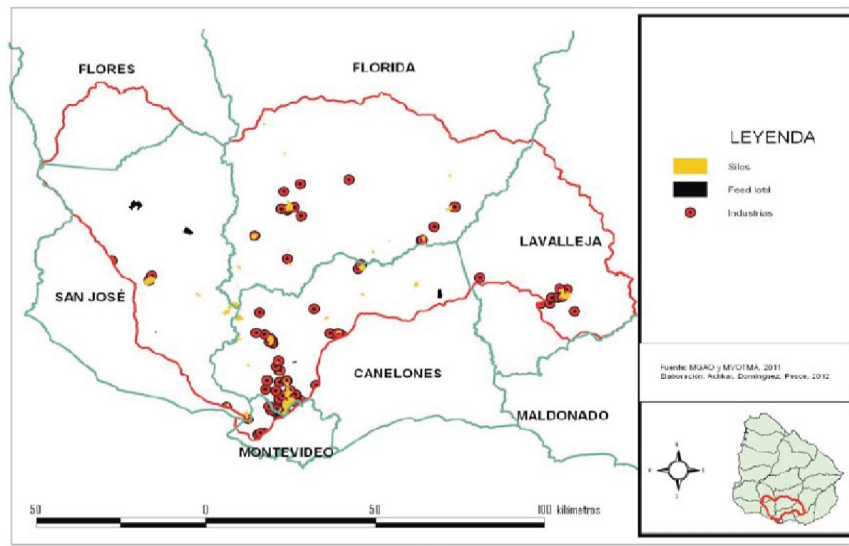 FLORES
FLORIDA
LAVALLEJA
SAN JOSÉ
CANELONES
MALDONADO
MONTEVIDEO
50 0 50 100 kilómetros
LEYENDA
Silos
Feed lotd
Industrias
Fuente: MGAO y MVOTMA, 2011
Elaboración: Achkar, Domínguez, Pesce, 2012